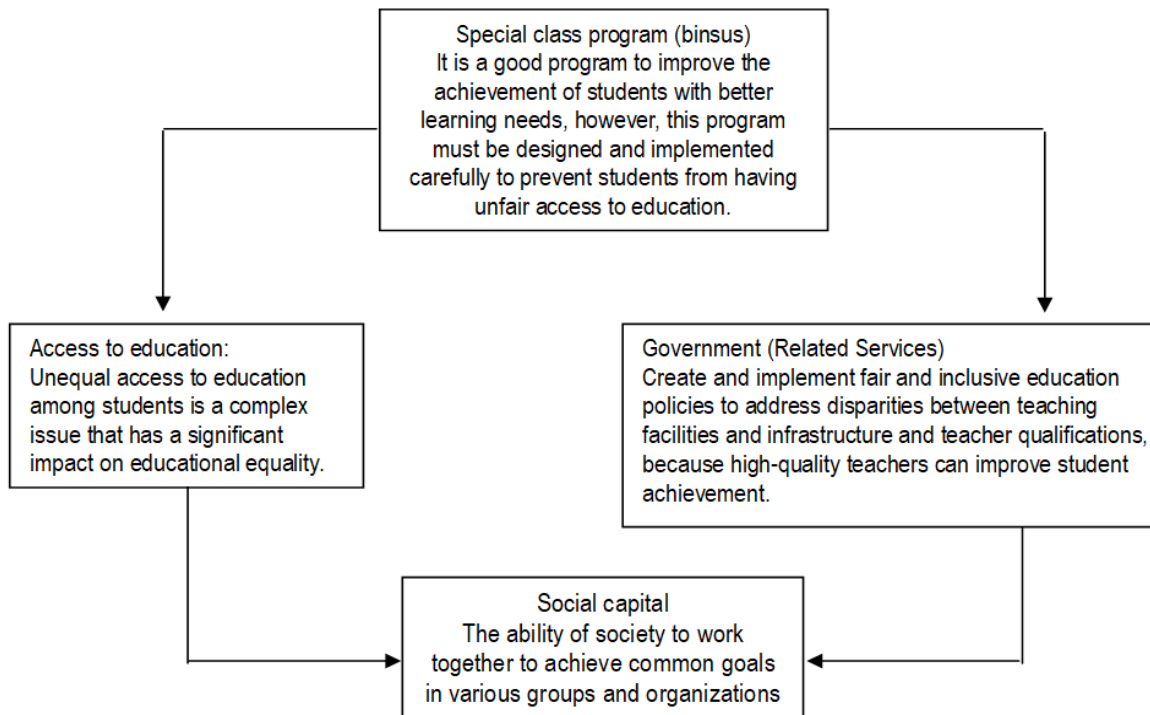 Special class program (binsus)
It is a good program to improve the
achievement of students with better
learning needs, however, this program
must be designed and implemented
carefully to prevent students from having
unfair access to education.
Access to education:
Unequal access to education
among students is a complex
issue that has a significant
impact on educational equality.
Government (Related Services)
Create and implement fair and inclusive education
policies to address disparities between teaching
facilities and infrastructure and teacher qualifications,
because high-quality teachers can improve student
achievement.
Social capital
The ability of society to work
together to achieve common goals
in various groups and organizations